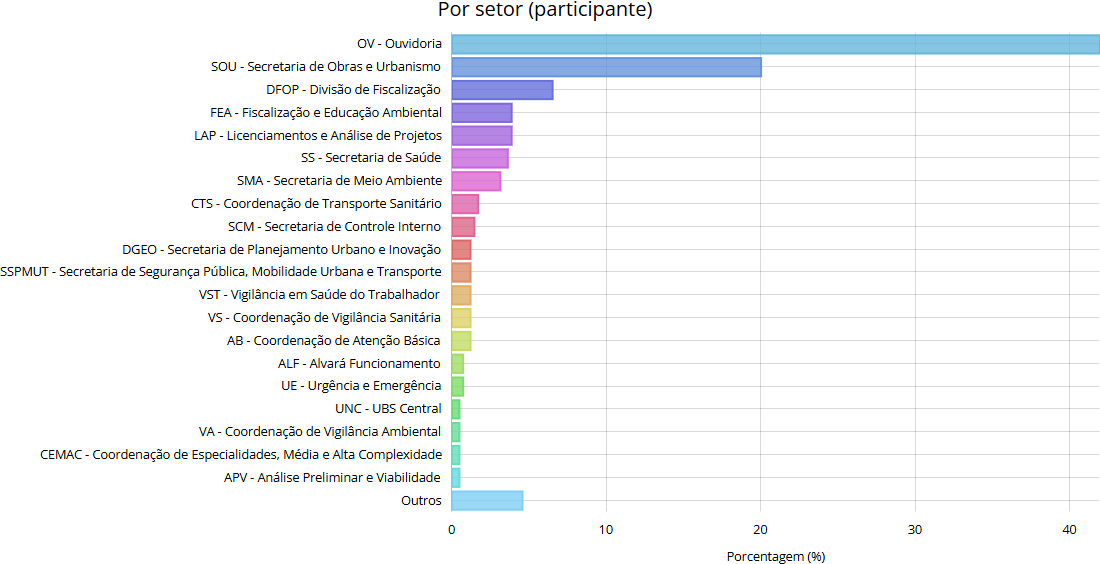 Por setor (participante)
OV - Ouvidoria
SOU - Secretaria de Obras e Urbanismo
DFOP - Divisão de Fiscalização
FEA - Fiscalização e Educação Ambiental
LAP - Licenciamentos e Análise de Projetos
SS - Secretaria de Saúde
SMA - Secretaria de Meio Ambiente
CTS - Coordenação de Transporte Sanitário
SCM - Secretaria de Controle Interno
DGEO - Secretaria de Planejamento Urbano e Inovação
SSPMUT - Secretaria de Segurança Pública, Mobilidade Urbana e Transporte
VST - Vigilância em Saúde do Trabalhador
VS - Coordenação de Vigilância Sanitária
AB - Coordenação de Atenção Básica
ALF - Alvará Funcionamento
UE - Urgência e Emergência
UNC - UBS Central
VA - Coordenação de Vigilância Ambiental
CEMAC - Coordenação de Especialidades, Média e Alta Complexidade
APV - Análise Preliminar e Viabilidade
Outros
0 10 20 30 40
Porcentagem (%)